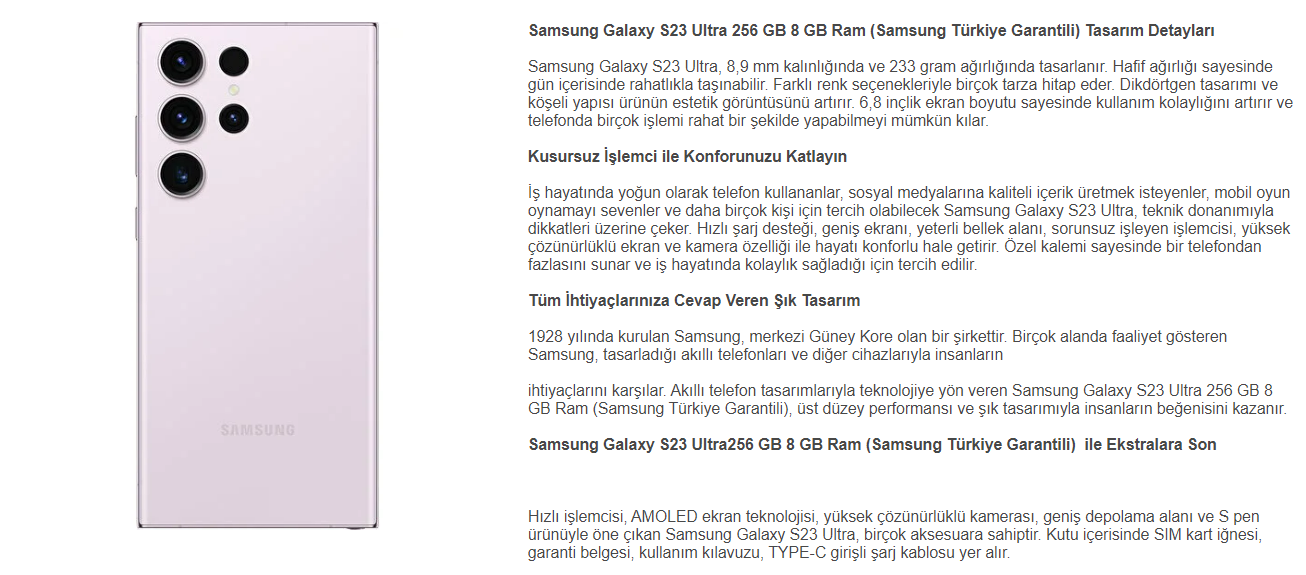 SAMSUNG
Samsung Galaxy S23 Ultra 256 GB 8 GB Ram (Samsung Türkiye Garantili) Tasarım Detayları
Samsung Galaxy S23 Ultra, 8,9 mm kalınlığında ve 233 gram ağırlığında tasarlanır. Hafif ağırlığı sayesinde
gün içerisinde rahatlıkla taşınabilir. Farklı renk seçenekleriyle birçok tarza hitap eder. Dikdörtgen tasarımı ve
köşeli yapısı ürünün estetik görüntüsünü artırır. 6,8 inçlik ekran boyutu sayesinde kullanım kolaylığını artırır ve
telefonda birçok işlemi rahat bir şekilde yapabilmeyi mümkün kılar.
Kusursuz İşlemci ile Konforunuzu Katlayın
İş hayatında yoğun olarak telefon kullananlar, sosyal medyalarına kaliteli içerik üretmek isteyenler, mobil oyun
oynamayı sevenler ve daha birçok kişi için tercih olabilecek Samsung Galaxy S23 Ultra, teknik donanımıyla
dikkatleri üzerine çeker. Hızlı şarj desteği, geniş ekranı, yeterli bellek alanı, sorunsuz işleyen işlemcisi, yüksek
çözünürlüklü ekran ve kamera özelliği ile hayatı konforlu hale getirir. Özel kalemi sayesinde bir telefondan
fazlasını sunar ve iş hayatında kolaylık sağladığı için tercih edilir.
Tüm İhtiyaçlarınıza Cevap Veren Şık Tasarım
1928 yılında kurulan Samsung, merkezi Güney Kore olan bir şirkettir. Birçok alanda faaliyet gösteren
Samsung, tasarladığı akıllı telefonları ve diğer cihazlarıyla insanların
ihtiyaçlarını karşılar. Akıllı telefon tasarımlarıyla teknolojiye yön veren Samsung Galaxy S23 Ultra 256 GB 8
GB Ram (Samsung Türkiye Garantili), üst düzey performansı ve şık tasarımıyla insanların beğenisini kazanır.
Samsung Galaxy S23 Ultra256 GB 8 GB Ram (Samsung Türkiye Garantili)  ile Ekstralara Son
Hızlı işlemcisi, AMOLED ekran teknolojisi, yüksek çözünürlüklü kamerası, geniş depolama alanı ve S pen
ürünüyle öne çıkan Samsung Galaxy S23 Ultra, birçok aksesuara sahiptir. Kutu içerisinde SIM kart iğnesi,
garanti belgesi, kullanım kılavuzu, TYPE-C girişli şarj kablosu yer alır.